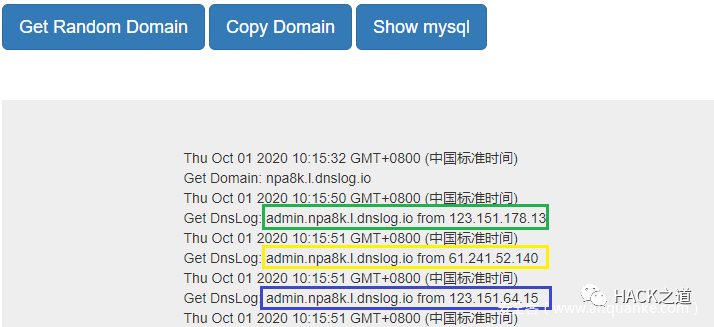 Get Random Domain Copy Domain Show mysql
Thu Oct 01 2020 10:15:32 GMT+0800 (中国标准时间)
Get Domain: npa8k.l.dnslog.io
Thu Oct 01 2020 10:15:50 GMT+0800 (中国标准时间)
Get DnsLog: admin.npa8k.l.dnslog.io from 123.151.178.13
Thu Oct 01 2020 10:15:51 GMT+0800 (中国标准时间)
Get DnsLog: admin.npa8k.l.dnslog.io from 61.241.52.140
Thu Oct 01 2020 10:15:51 GMT+0800 (中国标准时间)
Get DnsLog: admin.npa8k.l.dnslog.io from 123.151.64.15
HACK之道
(www.anquanke.com)
Thu Oct 01 2020 10:15:51 GMT+0800 (中国标准时间)